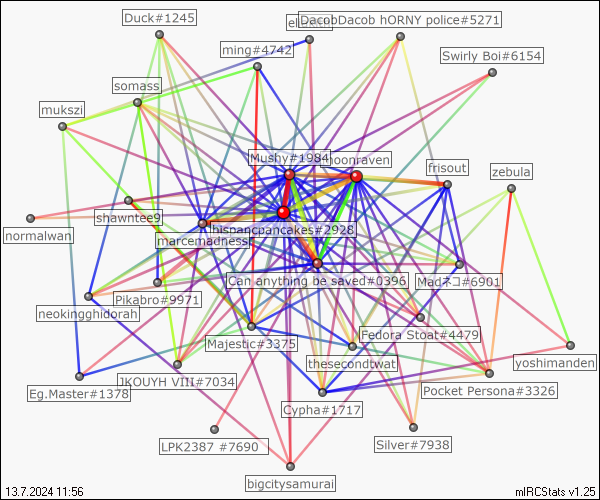 Duck#1245
DacobDacob hORNY police#5271
ming#4742
Swirly Boi#6154
somass
mukszi
Mushy#1984
moonraven
frisout
zebula
shawntee9
normalwan
hispanicpancakes#2928
marcemadness
Can anything be saved#0396
Madネコ#6901
Pikabro#9971
neokingghidorah
Fedora Stoat#4479
Majestic#3375
thesecondtwat
yoshimanden
JKOUYH VIII#7034
Eg.Master#1378
Pocket Persona#3326
Cypha#1717
LPK2387 #7690
Silver#7938
bigcitysamurai
13.7.2024 11:56
mIRCStats v1.25